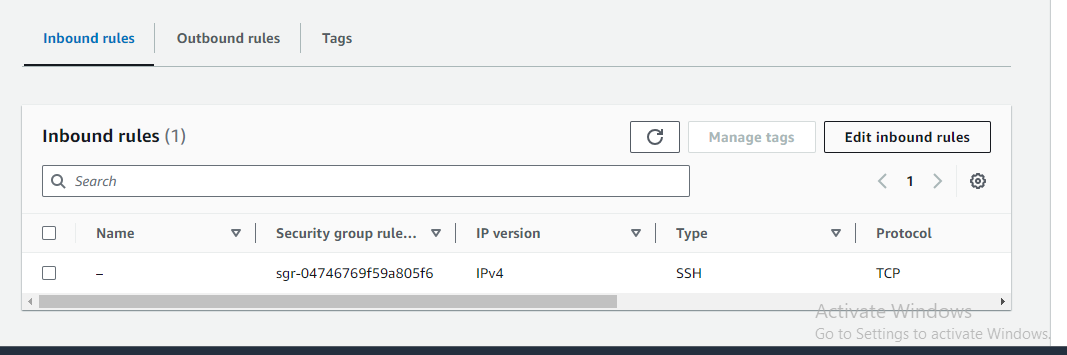 Inbound rules Outbound rules Tags
Inbound rules (1) Manage tags Edit inbound rules
Search 1
Name Security group rule... IP version Type Protocol
– sgr-04746769f59a805f6 IPv4 SSH TCP
Activate Windows
Go to Settings to activate Windows.